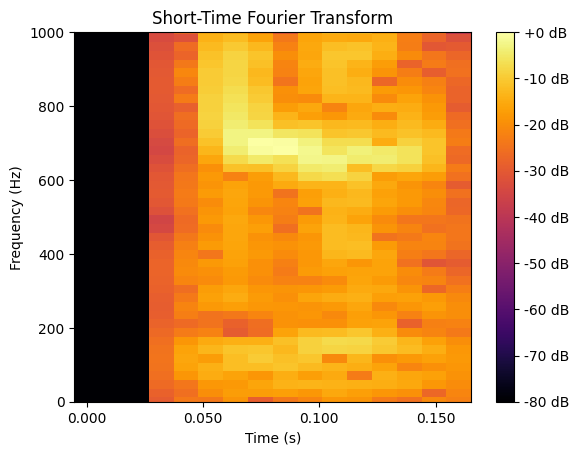 Short-Time Fourier Transform
Frequency (Hz)
1000
800
600
400
200
0
0.000
0.050
0.100
0.150
Time (s)
+0 dB
-10 dB
-20 dB
-30 dB
-40 dB
-50 dB
-60 dB
-70 dB
-80 dB